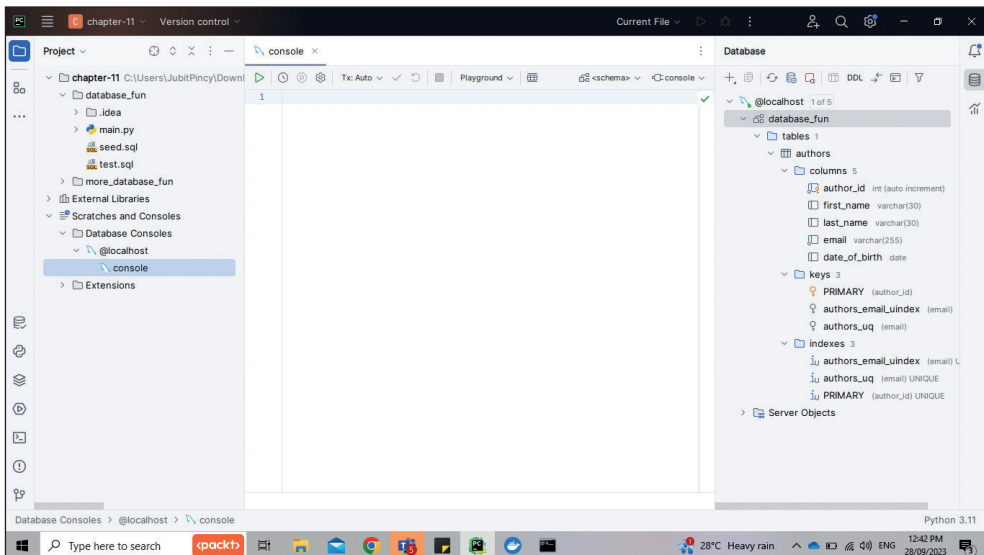 PC
C chapter-11 Version control Current File
Project console × Database
chapter-11 C:\Users\JubitPincy\Downl Tx: Auto Playground <schema> console DDL
database_fun
.idea
main.py
seed.sql
test.sql
more_database_fun
External Libraries
Scratches and Consoles
Database Consoles
@localhost
console
Extensions
1
@localhost 1 of 5
database_fun
tables 1
authors
columns 5
author_id int (auto increment)
first_name varchar(30)
last_name varchar(30)
email varchar(255)
date_of_birth date
keys 3
PRIMARY (author_id)
authors_email_uindex (email)
authors_uq (email)
indexes 3
authors_email_uindex (email) U
authors_uq (email) UNIQUE
PRIMARY (author_id) UNIQUE
Server Objects
Database Consoles > @localhost > console Python 3.11
Type here to search <packt> 28°C Heavy rain ENG 12:42 PM
28/09/2023